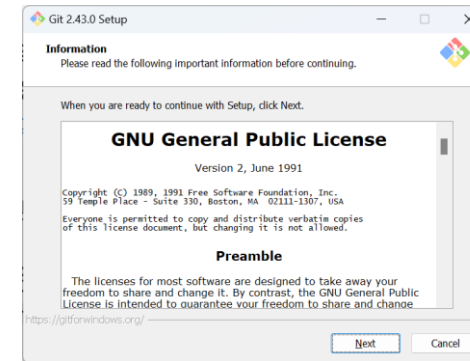 Git 2.43.0 Setup
Information
Please read the following important information before continuing.
When you are ready to continue with Setup, click Next.
GNU General Public License
Version 2, June 1991
Copyright (C) 1989, 1991 Free Software Foundation, Inc.
59 Temple Place - Suite 330, Boston, MA  02111-1307, USA
Everyone is permitted to copy and distribute verbatim copies
of this license document, but changing it is not allowed.
Preamble
The licenses for most software are designed to take away your
freedom to share and change it. By contrast, the GNU General Public
License is intended to guarantee your freedom to share and change
https://gitforwindows.org/
Next
Cancel